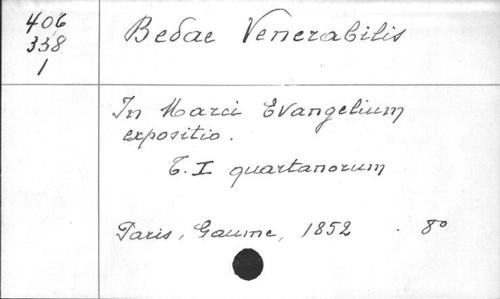 406
338
1
Bedae Venerabilis
In Marci Evangelium
expositio.
T. I quartanorum
Paris, Gaume, 1852 . 8°